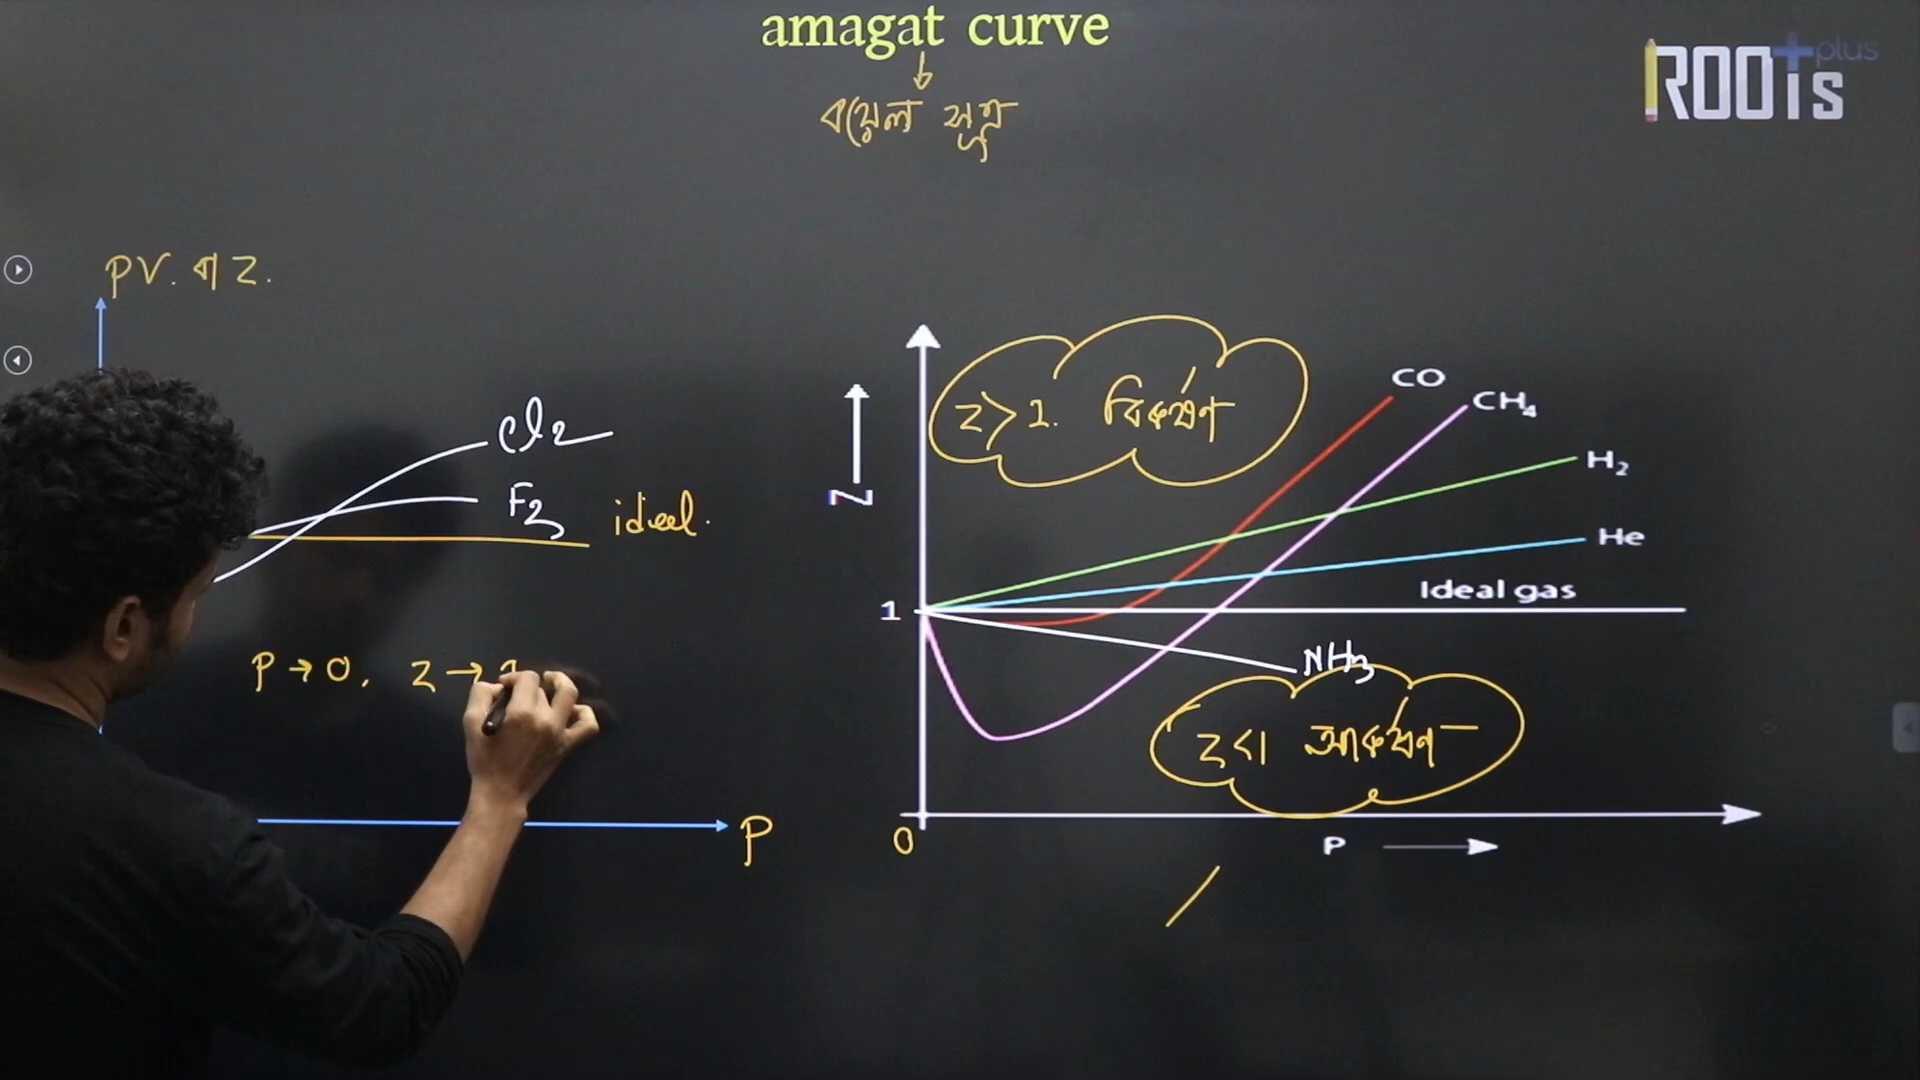 amagat curve
বয়েল সূত্র
ROOTs plus
PV. বা Z.
Cl2
F2
ideal.
P → 0, Z → 1
P
Z > 1. বিকর্ষণ
CO
CH4
H2
He
Z
1
Ideal gas
NH3
Z < 1 আকর্ষণ
0
P